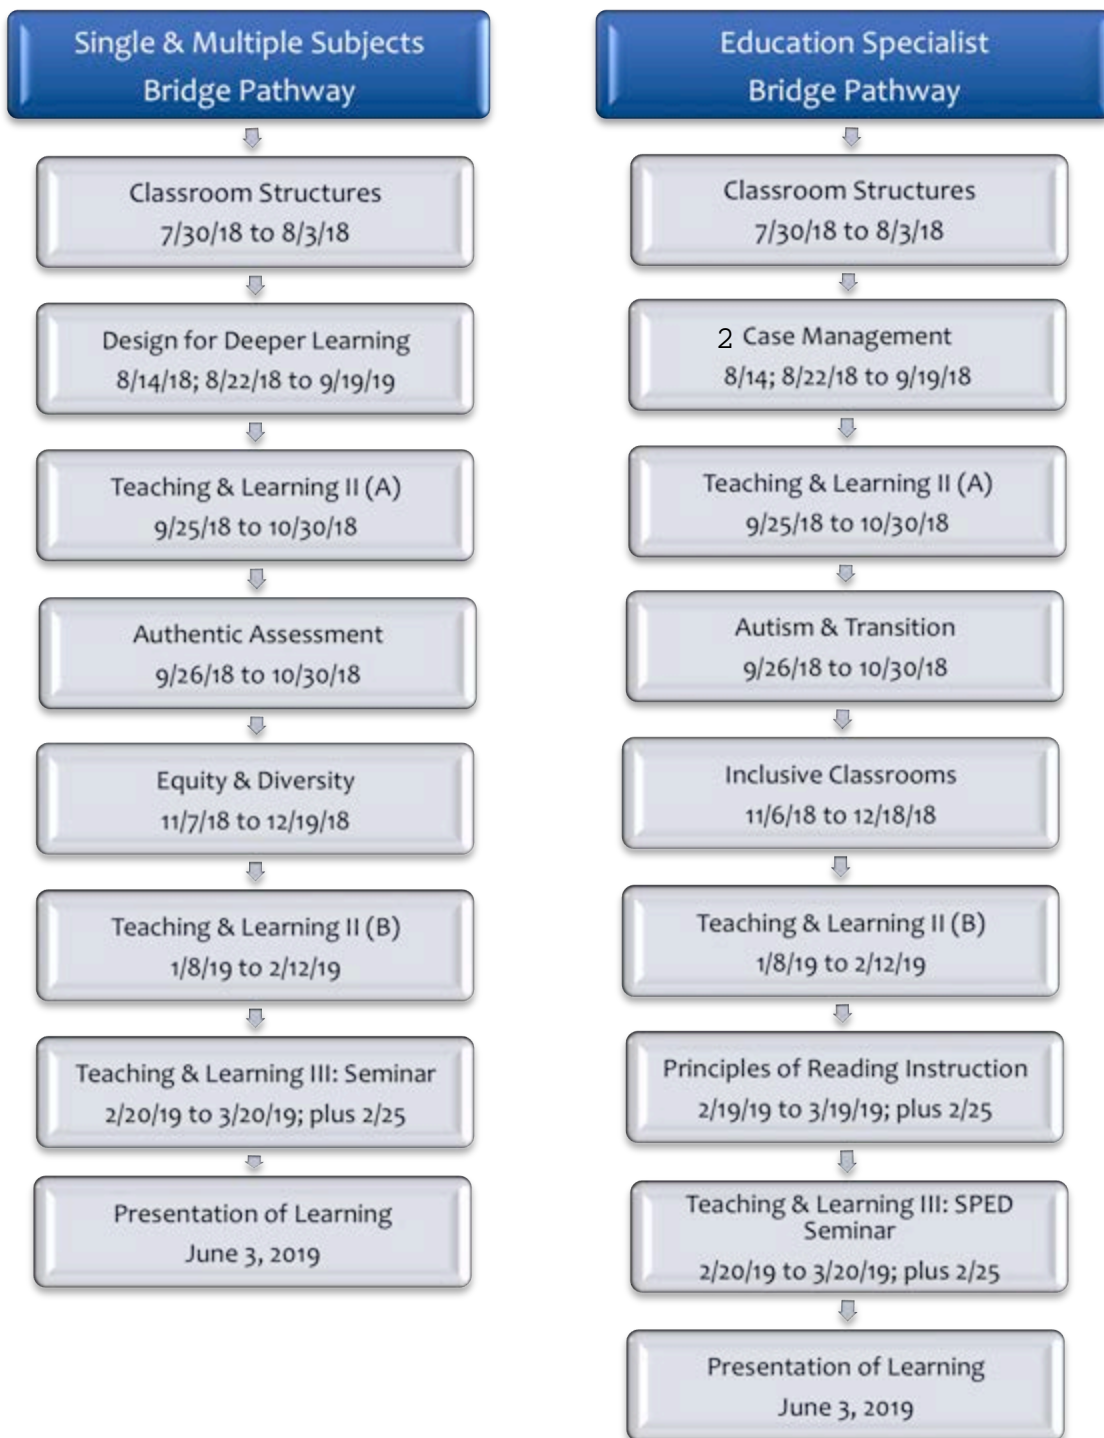 Single & Multiple Subjects
Bridge Pathway
Classroom Structures
7/30/18 to 8/3/18
Design for Deeper Learning
8/14/18; 8/22/18 to 9/19/19
Teaching & Learning II (A)
9/25/18 to 10/30/18
Authentic Assessment
9/26/18 to 10/30/18
Equity & Diversity
11/7/18 to 12/19/18
Teaching & Learning II (B)
1/8/19 to 2/12/19
Teaching & Learning III: Seminar
2/20/19 to 3/20/19; plus 2/25
Presentation of Learning
June 3, 2019
Education Specialist
Bridge Pathway
Classroom Structures
7/30/18 to 8/3/18
2 Case Management
8/14; 8/22/18 to 9/19/18
Teaching & Learning II (A)
9/25/18 to 10/30/18
Autism & Transition
9/26/18 to 10/30/18
Inclusive Classrooms
11/6/18 to 12/18/18
Teaching & Learning II (B)
1/8/19 to 2/12/19
Principles of Reading Instruction
2/19/19 to 3/19/19; plus 2/25
Teaching & Learning III: SPED
Seminar
2/20/19 to 3/20/19; plus 2/25
Presentation of Learning
June 3, 2019